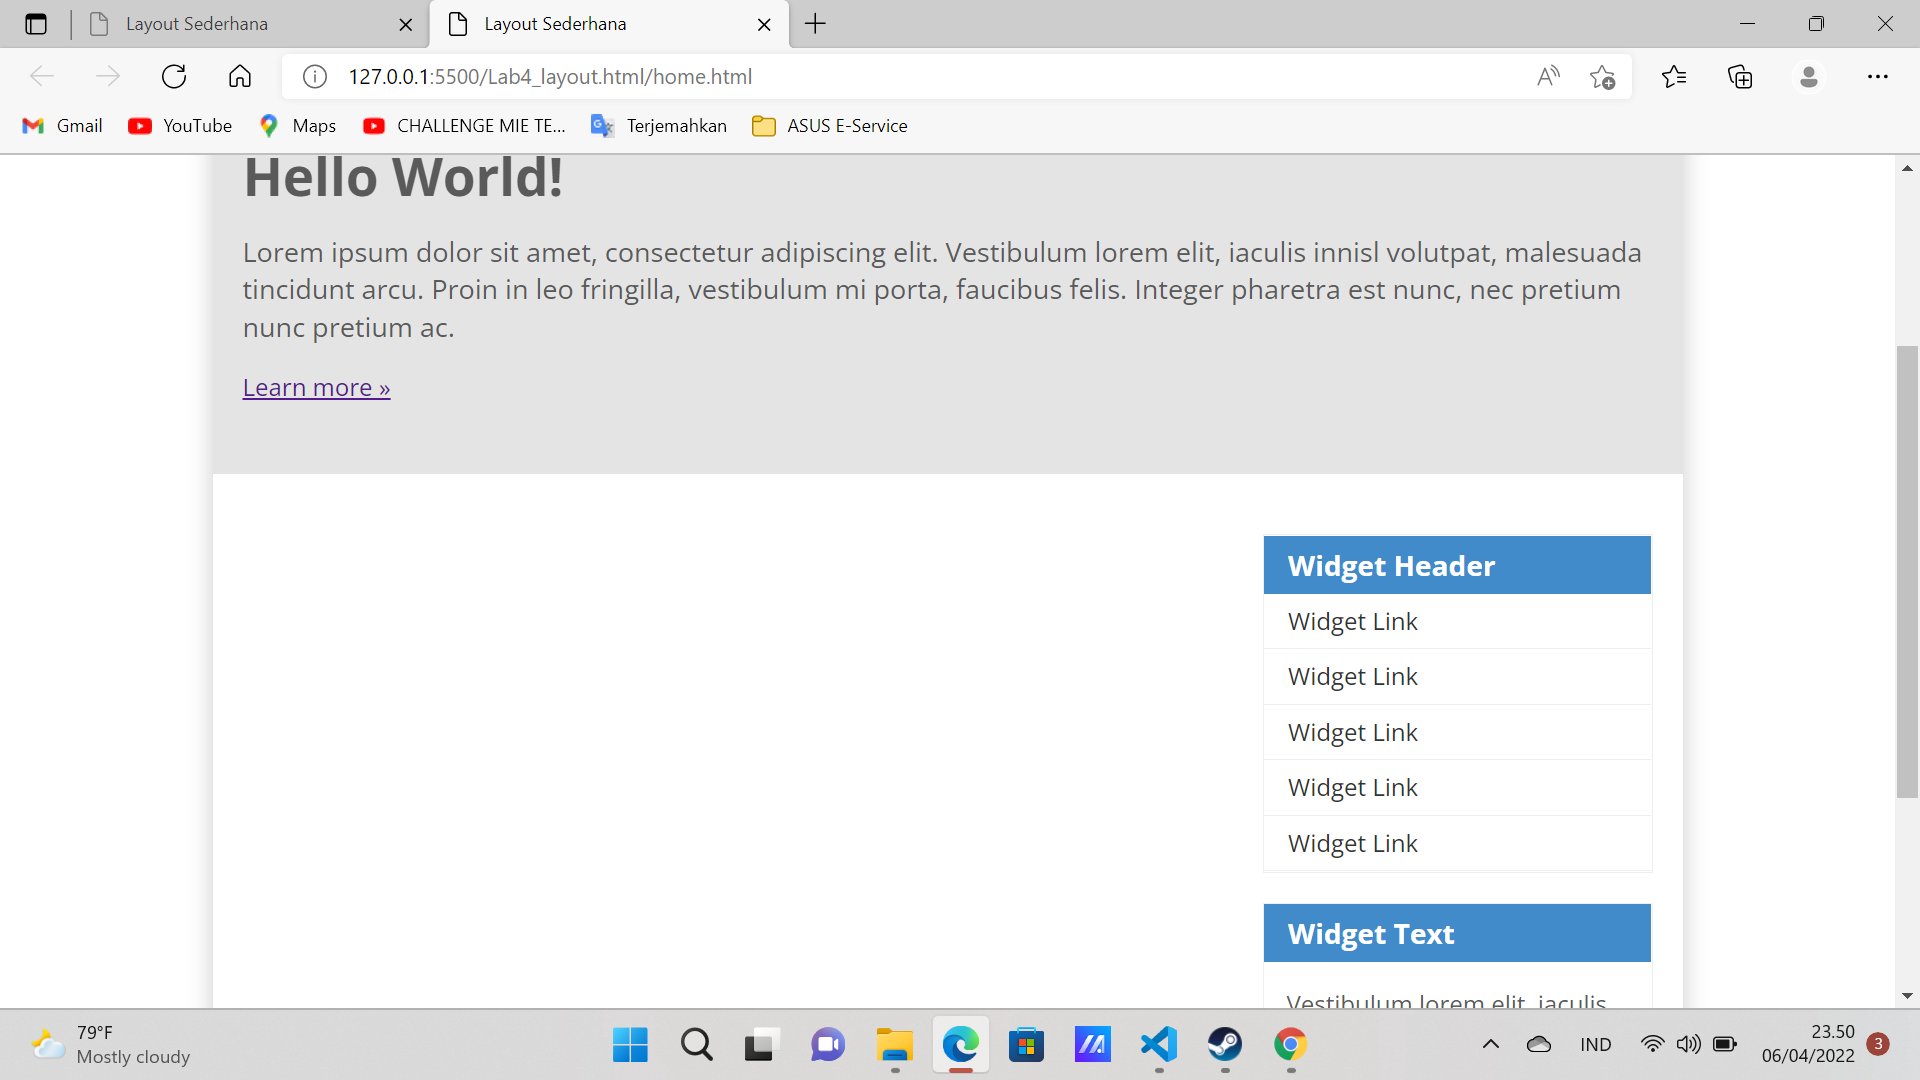 Layout Sederhana
Layout Sederhana
127.0.0.1:5500/Lab4_layout.html/home.html
Gmail
YouTube
Maps
CHALLENGE MIE TE...
Terjemahkan
ASUS E-Service
Hello World!
Lorem ipsum dolor sit amet, consectetur adipiscing elit. Vestibulum lorem elit, iaculis innisl volutpat, malesuada
tincidunt arcu. Proin in leo fringilla, vestibulum mi porta, faucibus felis. Integer pharetra est nunc, nec pretium
nunc pretium ac.
Learn more »
Widget Header
Widget Link
Widget Link
Widget Link
Widget Link
Widget Link
Widget Text
Vestibulum lorem elit, iaculis
79°F
Mostly cloudy
IND
23.50
06/04/2022
3